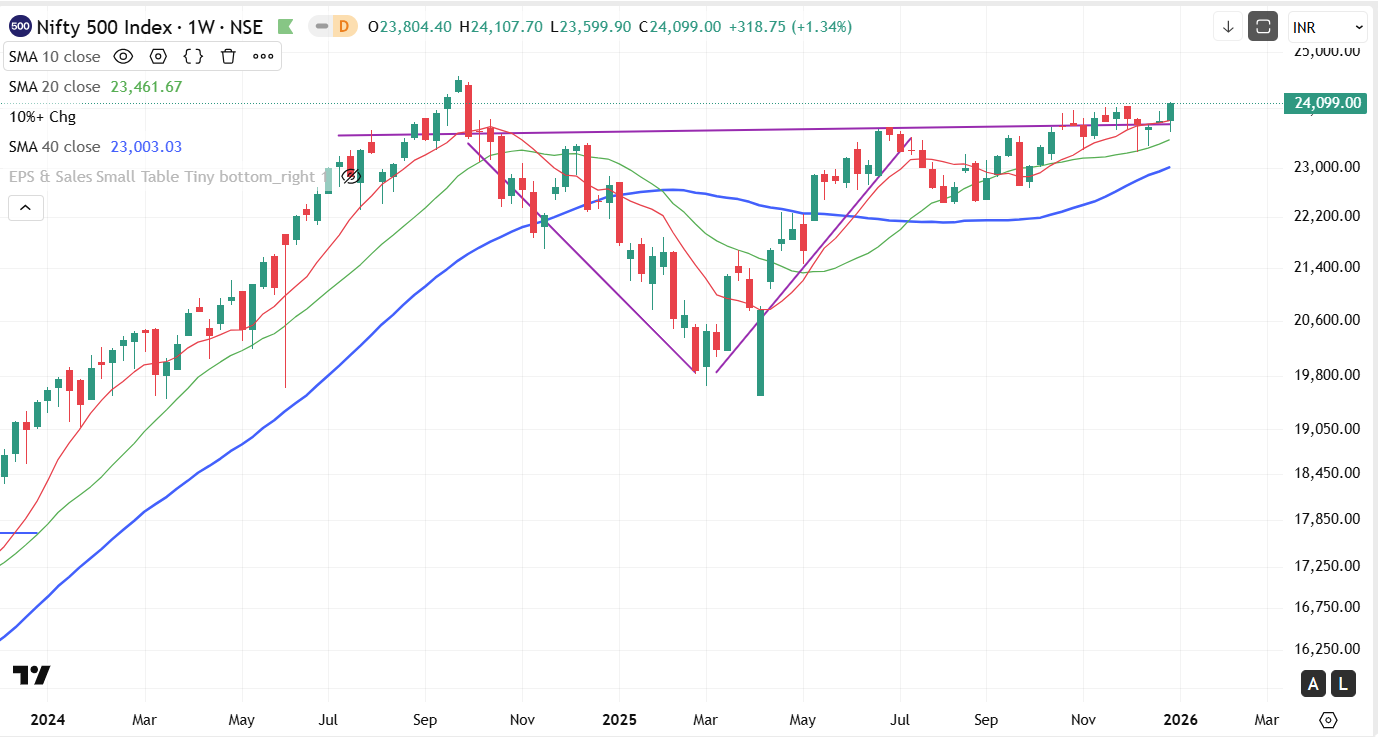 500 Nifty 500 Index · 1W · NSE D O23,804.40 H24,107.70 L23,599.90 C24,099.00 +318.75 (+1.34%) INR
SMA 10 close
SMA 20 close 23,461.67
10%+ Chg
SMA 40 close 23,003.03
EPS & Sales Small Table Tiny bottom_right
25,000.00
24,099.00
23,000.00
22,200.00
21,400.00
20,600.00
19,800.00
19,050.00
18,450.00
17,850.00
17,250.00
16,750.00
16,250.00
A L
2024 Mar May Jul Sep Nov 2025 Mar May Jul Sep Nov 2026 Mar